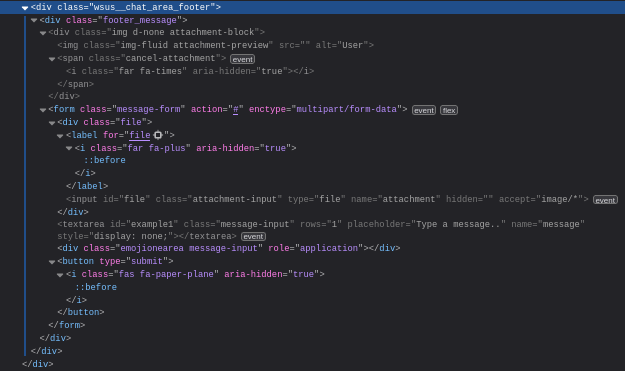 <div class="wsus__chat_area_footer">
<div class="footer_message">
<div class="img d-none attachment-block">
<img class="img-fluid attachment-preview" src="" alt="User">
<span class="cancel-attachment"> event
<i class="far fa-times" aria-hidden="true"></i>
</span>
</div>
<form class="message-form" action="#" enctype="multipart/form-data"> event flex
<div class="file">
<label for="file">
<i class="far fa-plus" aria-hidden="true">
::before
</i>
</label>
<input id="file" class="attachment-input" type="file" name="attachment" hidden="" accept="image/*"> event
</div>
<textarea id="example1" class="message-input" rows="1" placeholder="Type a message.." name="message"
style="display: none;"></textarea> event
<div class="emojionearea message-input" role="application"></div>
<button type="submit">
<i class="fas fa-paper-plane" aria-hidden="true">
::before
</i>
</button>
</form>
</div>
</div>
</div>